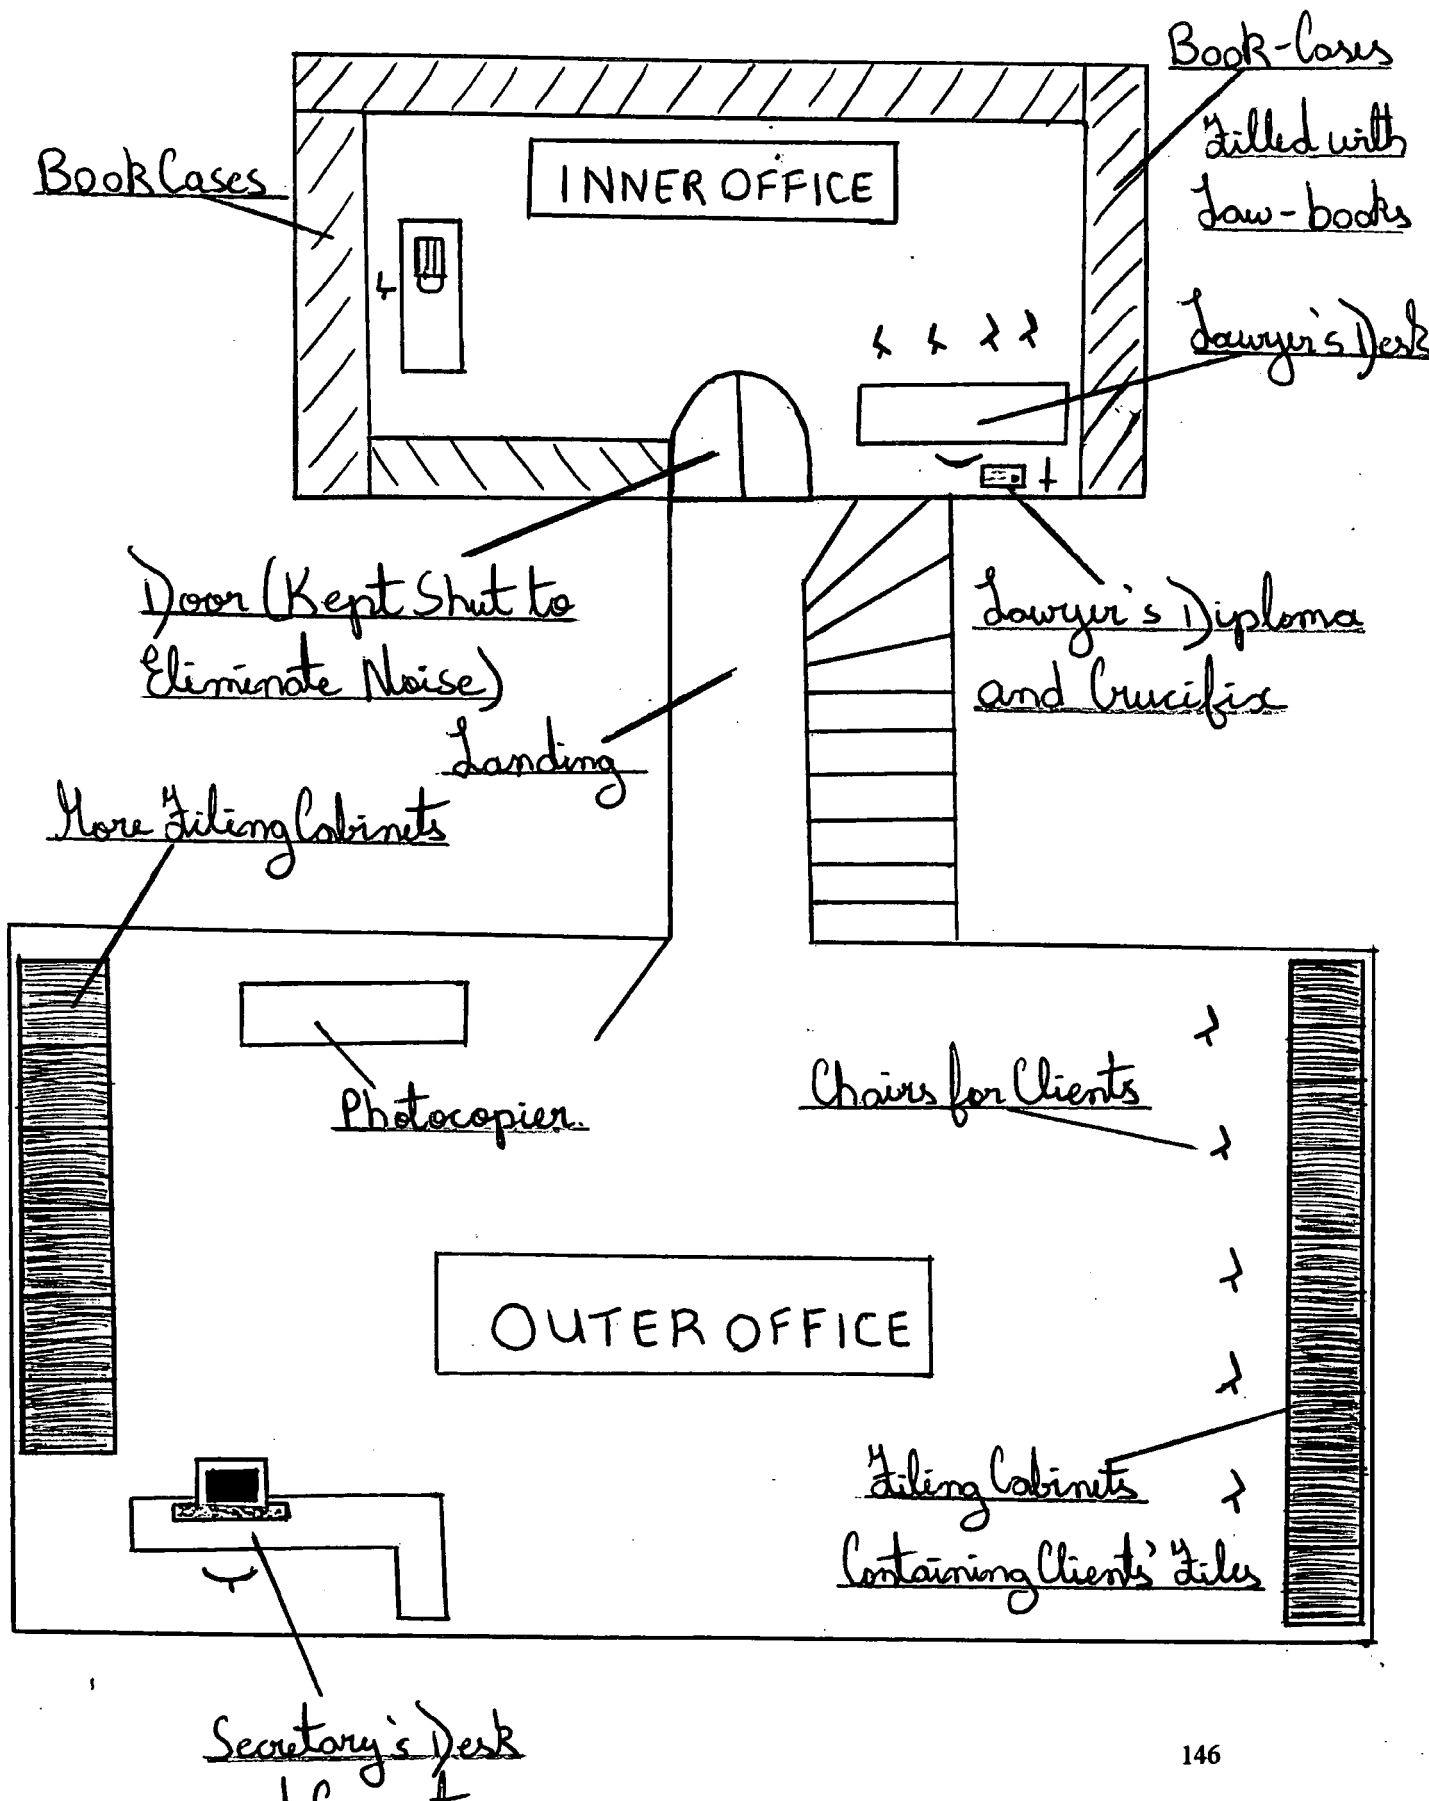 Book-Cases
Filled with
Law-books
INNER OFFICE
Book Cases
Lawyer's Desk
Door (Kept Shut to
Eliminate Noise)
Lawyer's Diploma
and Crucifix
Landing
More Filing Cabinets
Chairs for Clients
Photocopier.
OUTER OFFICE
Filing Cabinets
Containing Clients' Files
Secretary's Desk
146